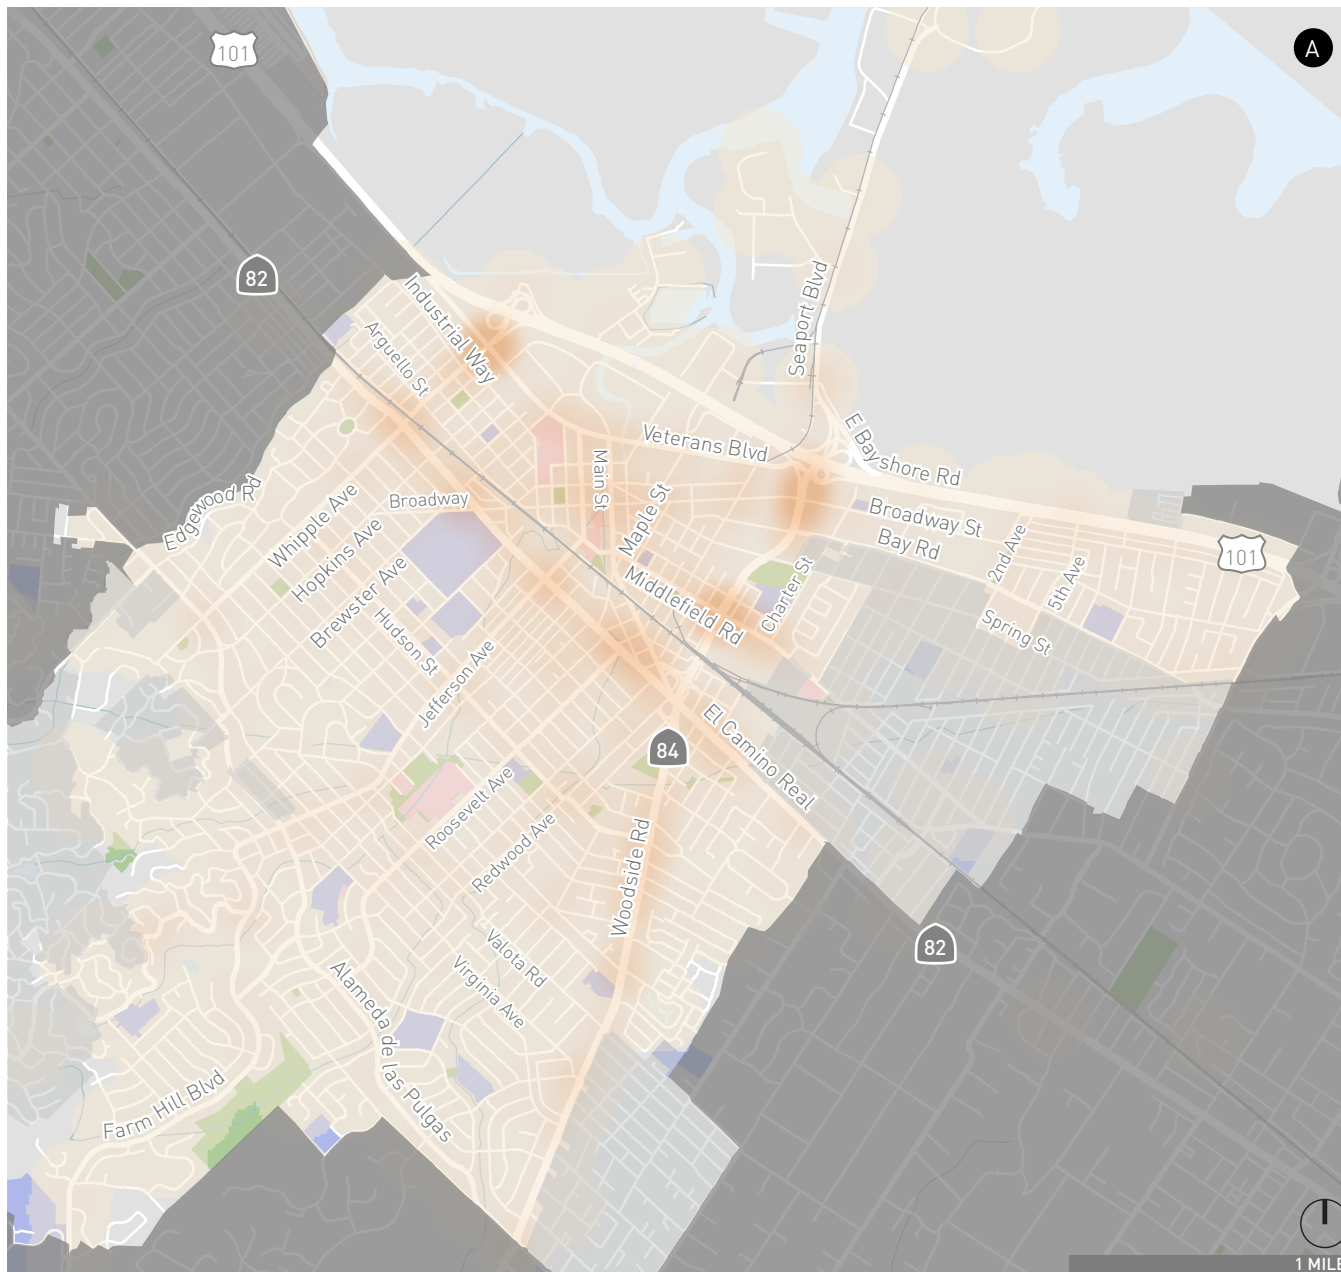 101
A
82
Industrial Way
Arguello St
Seaport Blvd
E Bayshore Rd
Veterans Blvd
Main St
Maple St
Broadway
Edgewood Rd
Whipple Ave
Hopkins Ave
Brewster Ave
Broadway St
Bay Rd
2nd Ave
5th Ave
101
Middlefield Rd
Charter St
Spring St
Hudson St
Jefferson Ave
84
El Camino Real
Roosevelt Ave
Redwood Ave
Woodside Rd
82
Valota Rd
Virginia Ave
Alameda de las Pulgas
Farm Hill Blvd
1 MILE